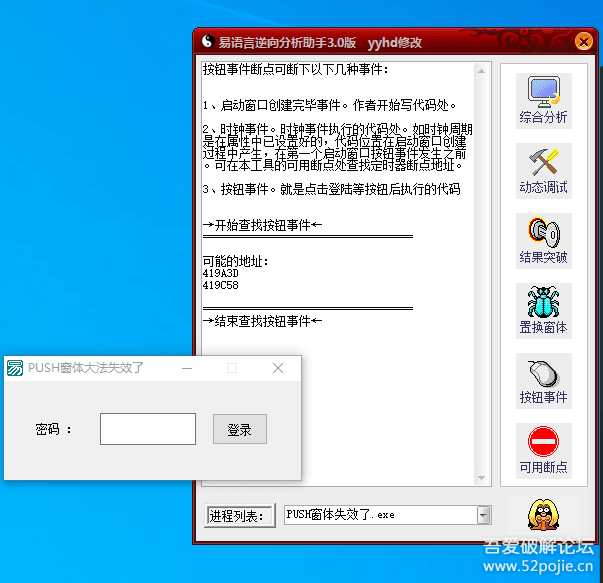 易语言逆向分析助手3.0版 yyhd修改
按钮事件断点可断下以下几种事件：
1、启动窗口创建完毕事件。作者开始写代码处。
2、时钟事件。时钟事件执行的代码处。如时钟周期
是在属性中已设置好的，代码位置在启动窗口创建
过程中产生，在第一个启动窗口按钮事件发生之前
。可在本工具的可用断点处查找定时器断点地址。
3、按钮事件。就是点击登陆等按钮后执行的代码
→开始查找按钮事件←
可能的地址：
419A3D
419C58
→结束查找按钮事件←
综合分析
动态调试
结果突破
置换窗体
按钮事件
可用断点
PUSH窗体大法失效了
密码 ：
登录
进程列表：
PUSH窗体失效了.exe
吾爱破解论坛
www.52pojie.cn